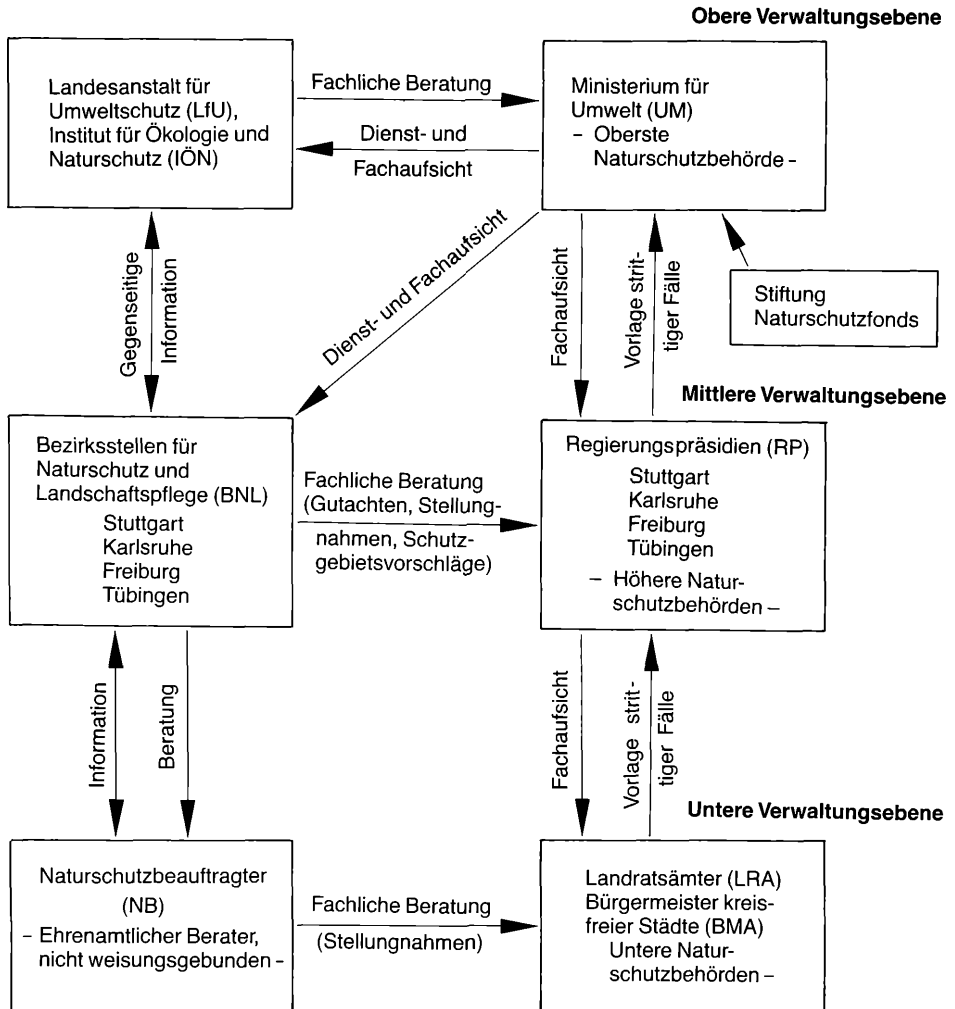 Obere Verwaltungsebene
Landesanstalt für
Umweltschutz (LfU),
Institut für Ökologie und
Naturschutz (IÖN)
Fachliche Beratung
Dienst- und
Fachaufsicht
Ministerium für
Umwelt (UM)
– Oberste
Naturschutzbehörde –
Gegenseitige
Information
Dienst- und Fachaufsicht
Fachaufsicht
Vorlage strit-
tiger Fälle
Stiftung
Naturschutzfonds
Mittlere Verwaltungsebene
Bezirksstellen für
Naturschutz und
Landschaftspflege (BNL)
Stuttgart
Karlsruhe
Freiburg
Tübingen
Fachliche Beratung
(Gutachten, Stellung-
nahmen, Schutz-
gebietsvorschläge)
Regierungspräsidien (RP)
Stuttgart
Karlsruhe
Freiburg
Tübingen
– Höhere Natur-
schutzbehörden –
Information
Beratung
Fachaufsicht
Vorlage strit-
tiger Fälle
Untere Verwaltungsebene
Naturschutzbeauftragter
(NB)
– Ehrenamtlicher Berater,
nicht weisungsgebunden –
Fachliche Beratung
(Stellungnahmen)
Landratsämter (LRA)
Bürgermeister kreis-
freier Städte (BMA)
Untere Natur-
schutzbehörden –